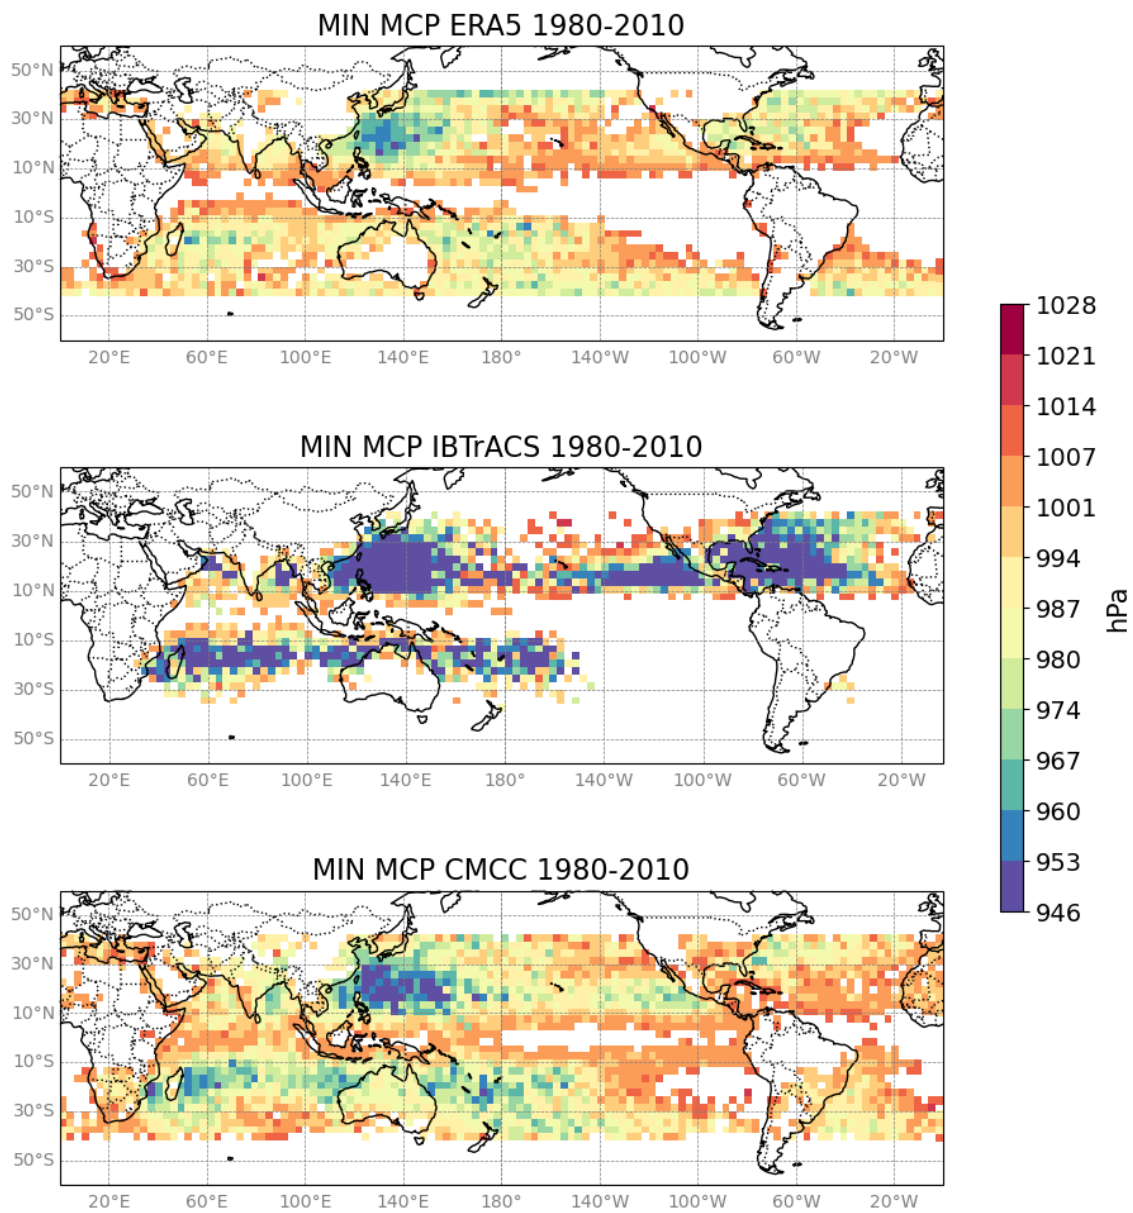 MIN MCP ERA5 1980-2010
50°N
30°N
10°N
10°S
30°S
50°S
20°E 60°E 100°E 140°E 180° 140°W 100°W 60°W 20°W
MIN MCP IBTrACS 1980-2010
50°N
30°N
10°N
10°S
30°S
50°S
20°E 60°E 100°E 140°E 180° 140°W 100°W 60°W 20°W
MIN MCP CMCC 1980-2010
50°N
30°N
10°N
10°S
30°S
50°S
20°E 60°E 100°E 140°E 180° 140°W 100°W 60°W 20°W
1028
1021
1014
1007
1001
994
987
980
974
967
960
953
946
hPa